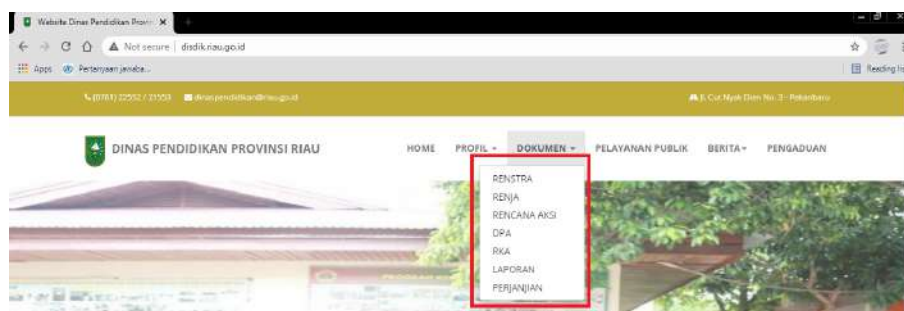 Website Dinas Pendidikan Provin
Not secure | disdik.riau.go.id
Apps Pertanyaan jawaba...
Reading lis
(0761) 22552 / 21553 dinaspendidikan@riau.go.id
Jl. Cut Nyak Dien No. 3 - Pekanbaru
DINAS PENDIDIKAN PROVINSI RIAU
HOME PROFIL DOKUMEN PELAYANAN PUBLIK BERITA PENGADUAN
RENSTRA
RENJA
RENCANA AKSI
DPA
RKA
LAPORAN
PERJANJIAN